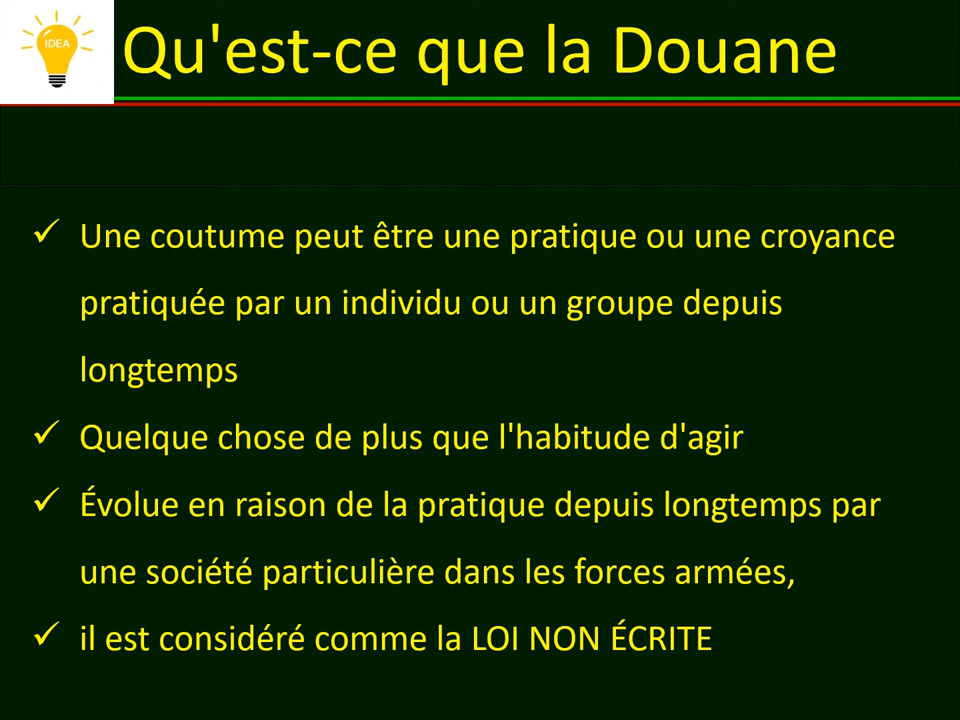 IDEA
Qu'est-ce que la Douane
✓ Une coutume peut être une pratique ou une croyance
pratiquée par un individu ou un groupe depuis
longtemps
✓ Quelque chose de plus que l'habitude d'agir
✓ Évolue en raison de la pratique depuis longtemps par
une société particulière dans les forces armées,
✓ il est considéré comme la LOI NON ÉCRITE